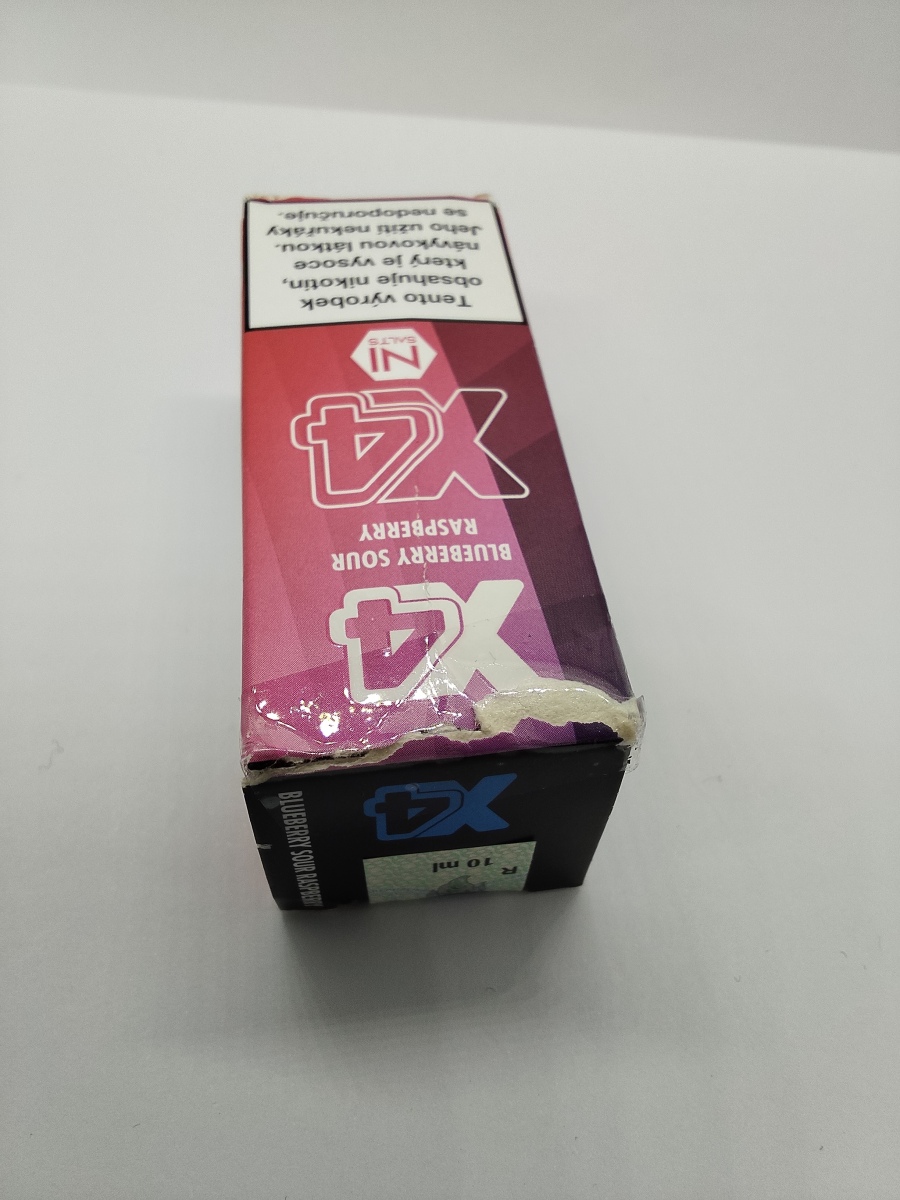 X4
BLUEBERRY SOUR
RASPBERRY
X4
NI
SALTS
Tento výrobek
obsahuje nikotin,
který je vysoce
návykovou látkou.
Jeho užití nekuřáky
se nedoporučuje.
X4
R
10 ml
BLUEBERRY SOUR RASPBERRY